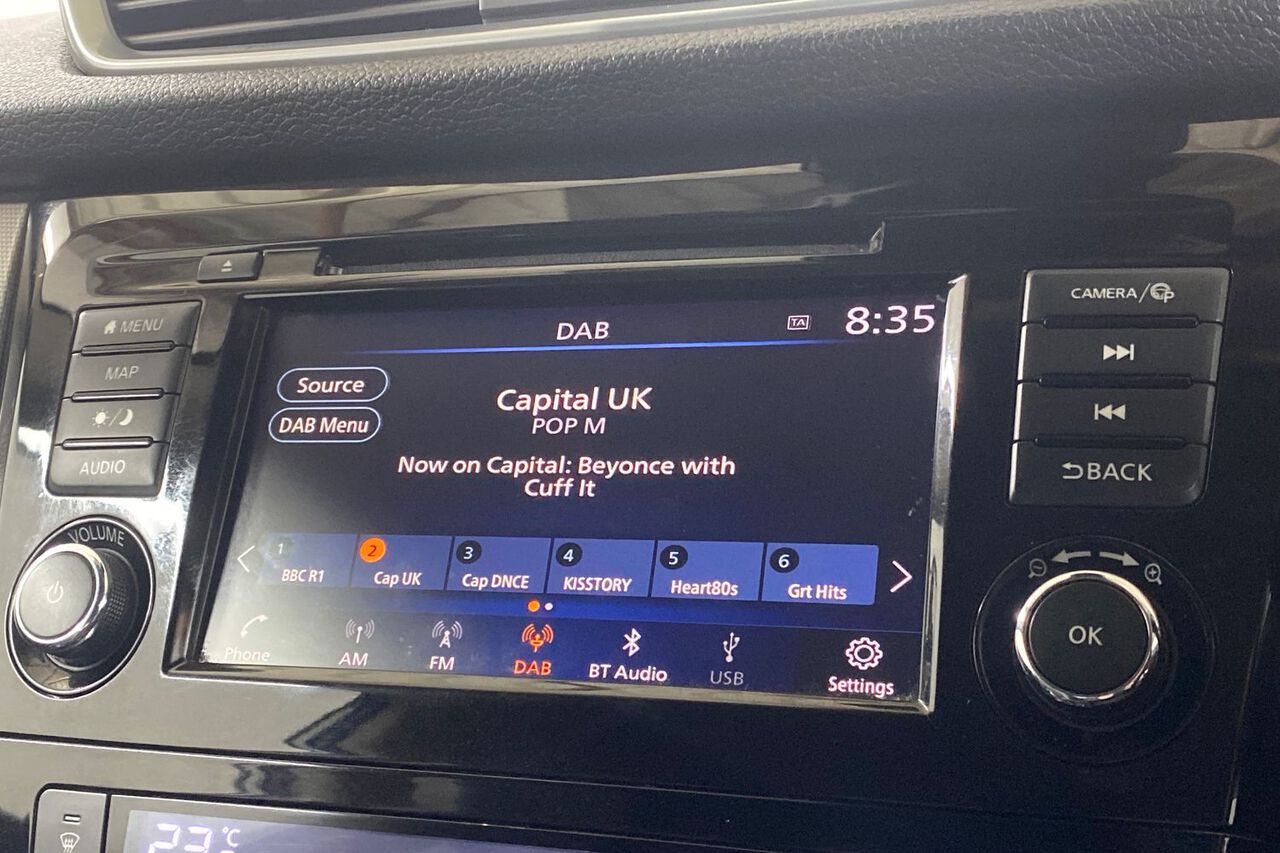 DAB
TA
8:35
Source
DAB Menu
Capital UK
POP M
Now on Capital: Beyonce with
Cuff It
1 BBC R1
2 Cap UK
3 Cap DNCE
4 KISSTORY
5 Heart80s
6 Grt Hits
Phone
AM
FM
DAB
BT Audio
USB
Settings
MENU
MAP
AUDIO
VOLUME
CAMERA/
BACK
OK
23 °C